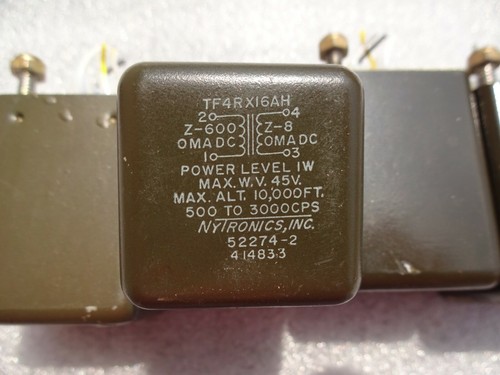 TF4RX16AH
2 4
Z-600 Z-8
0MADC 0MADC
1 3
POWER LEVEL 1W
MAX. W.V. 45V.
MAX. ALT. 10,000FT.
500 TO 3000CPS
NYTRONICS, INC.
52274-2
414833